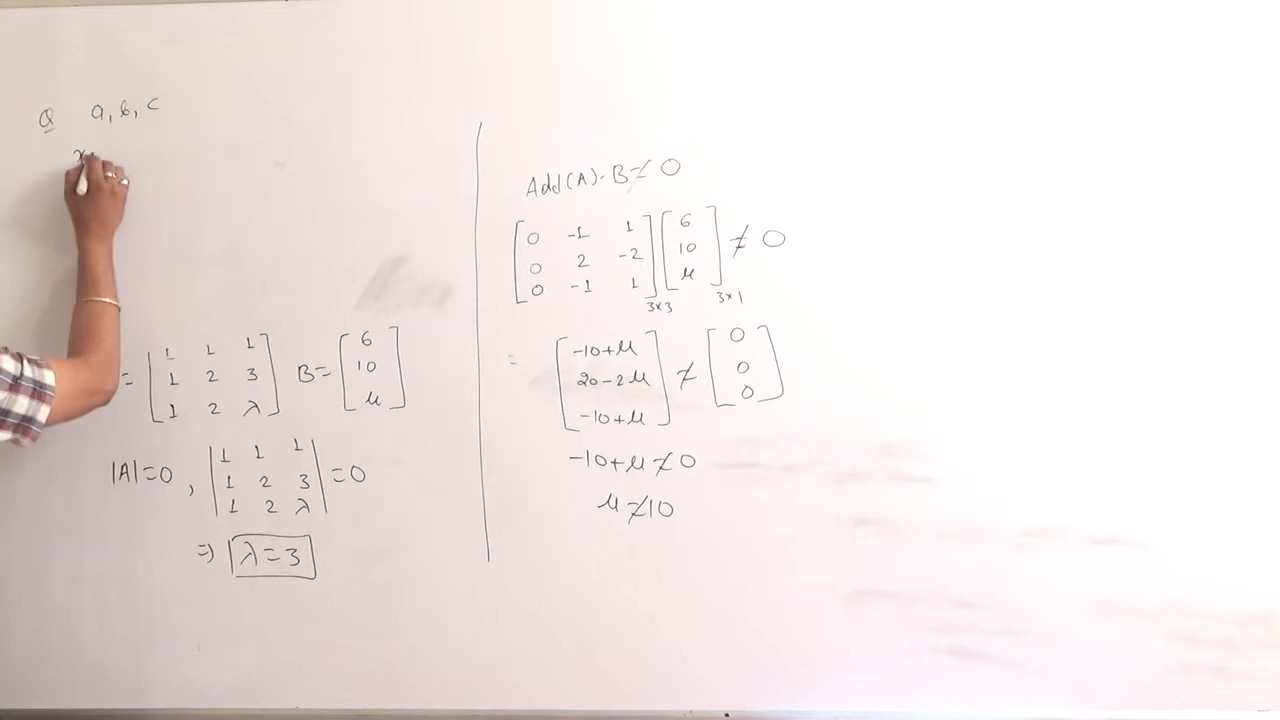 Q a, b, c
x
= [ 1 1 1
1 2 3
1 2 λ ] B = [ 6
10
μ ]
|A| = 0 , | 1 1 1
1 2 3
1 2 λ | = 0
=) λ = 3
Add(A)·B ≠ 0
[ 0 -1 1
0 2 -2
0 -1 1 ]3×3 [ 6
10
μ ]3×1 ≠ 0
= [ -10+μ
20-2μ
-10+μ ] ≠ [ 0
0
0 ]
-10+μ ≠ 0
μ ≠ 10